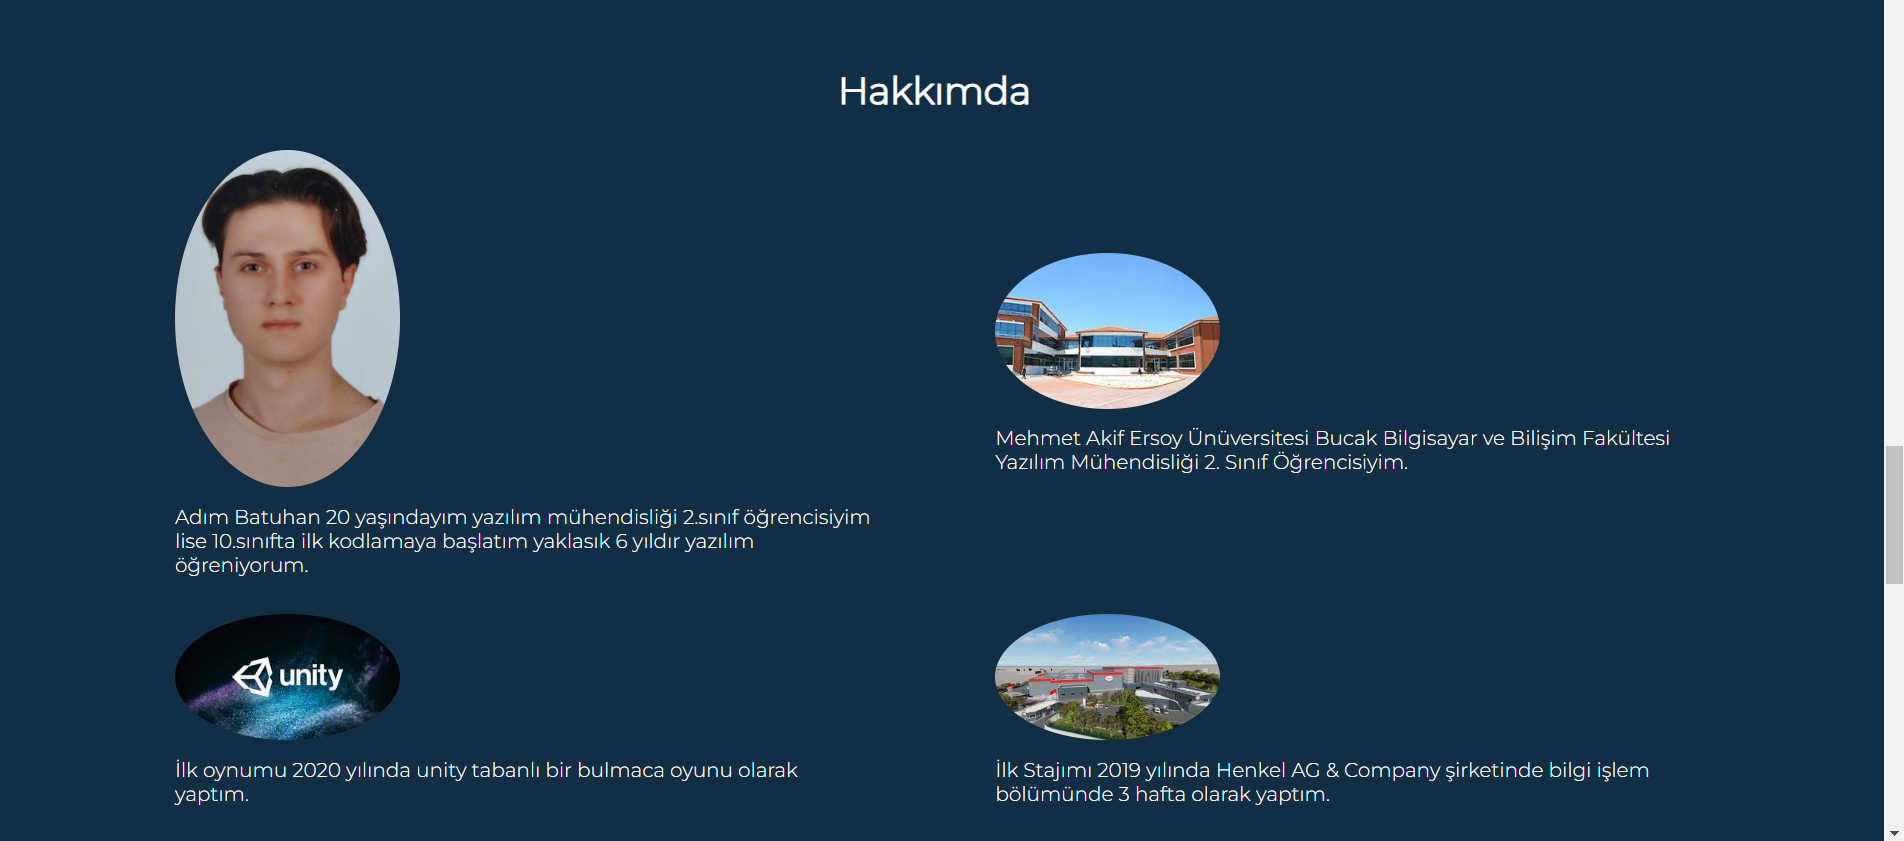 Hakkımda
Mehmet Akif Ersoy Ünüversitesi Bucak Bilgisayar ve Bilişim Fakültesi
Yazılım Mühendisliği 2. Sınıf Öğrencisiyim.
Adım Batuhan 20 yaşındayım yazılım mühendisliği 2.sınıf öğrencisiyim
lise 10.sınıfta ilk kodlamaya başlatım yaklasık 6 yıldır yazılım
öğreniyorum.
unity
İlk oynumu 2020 yılında unity tabanlı bir bulmaca oyunu olarak
yaptım.
İlk Stajımı 2019 yılında Henkel AG & Company şirketinde bilgi işlem
bölümünde 3 hafta olarak yaptım.